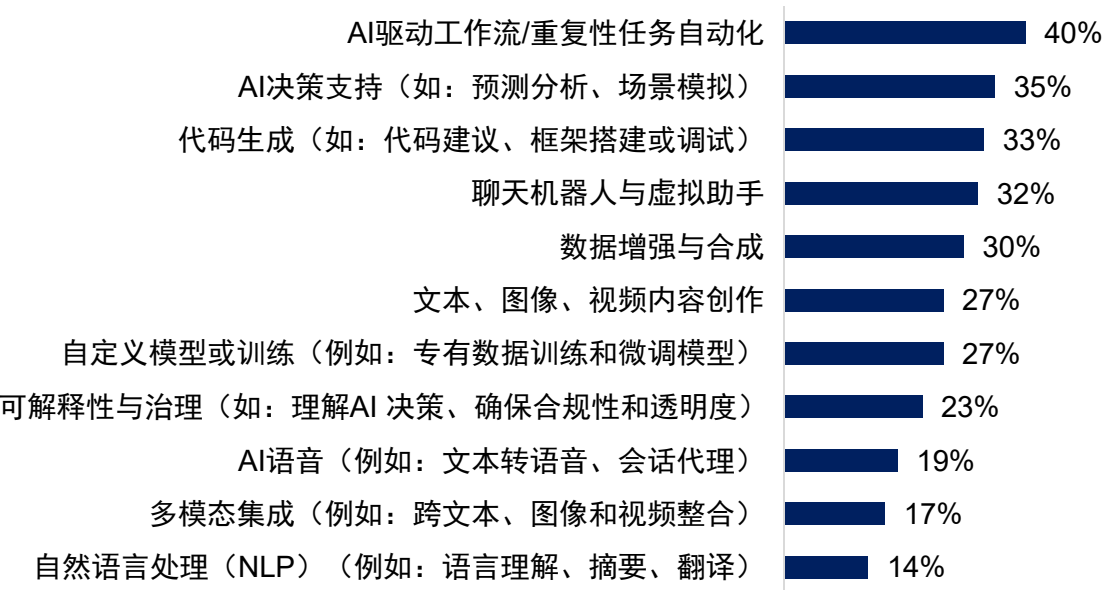 AI驱动工作流/重复性任务自动化 40%
AI决策支持（如：预测分析、场景模拟） 35%
代码生成（如：代码建议、框架搭建或调试） 33%
聊天机器人与虚拟助手 32%
数据增强与合成 30%
文本、图像、视频内容创作 27%
自定义模型或训练（例如：专有数据训练和微调模型） 27%
可解释性与治理（如：理解AI 决策、确保合规性和透明度） 23%
AI语音（例如：文本转语音、会话代理） 19%
多模态集成（例如：跨文本、图像和视频整合） 17%
自然语言处理（NLP）（例如：语言理解、摘要、翻译） 14%